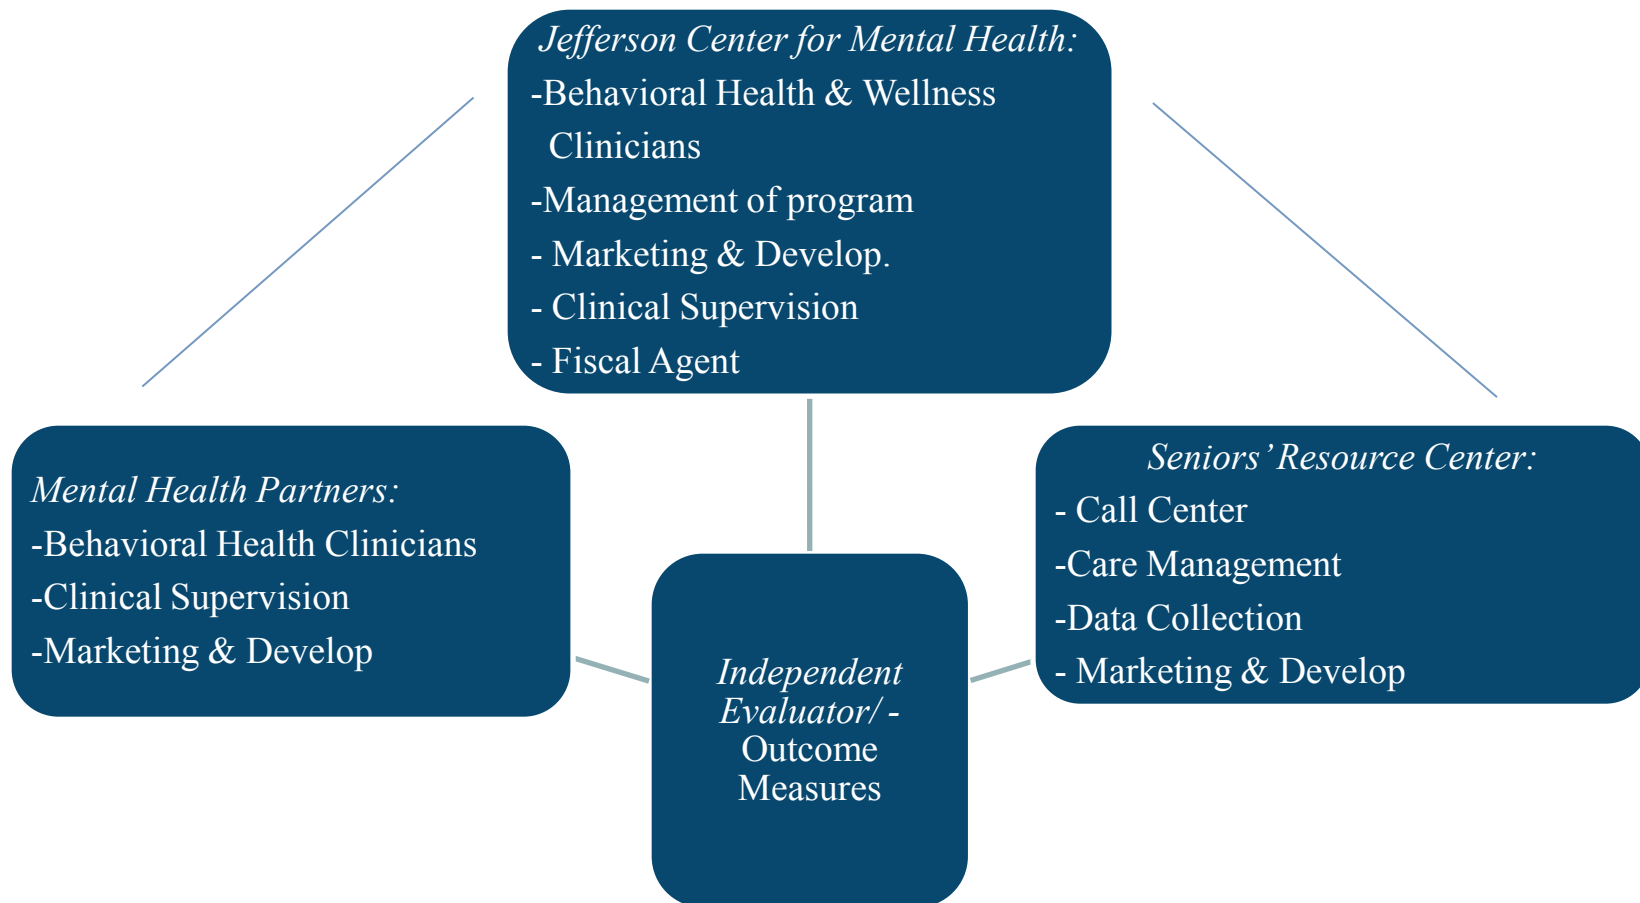 Jefferson Center for Mental Health:
-Behavioral Health & Wellness
Clinicians
-Management of program
- Marketing & Develop.
- Clinical Supervision
- Fiscal Agent
Mental Health Partners:
-Behavioral Health Clinicians
-Clinical Supervision
-Marketing & Develop
Seniors’ Resource Center:
- Call Center
-Care Management
-Data Collection
- Marketing & Develop
Independent
Evaluator/ -
Outcome
Measures